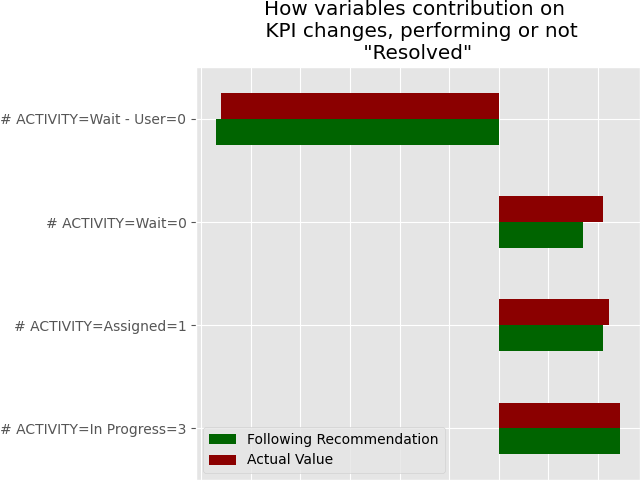 How variables contribution on
KPI changes, performing or not
"Resolved"
# ACTIVITY=Wait - User=0
# ACTIVITY=Wait=0
# ACTIVITY=Assigned=1
# ACTIVITY=In Progress=3
Following Recommendation
Actual Value